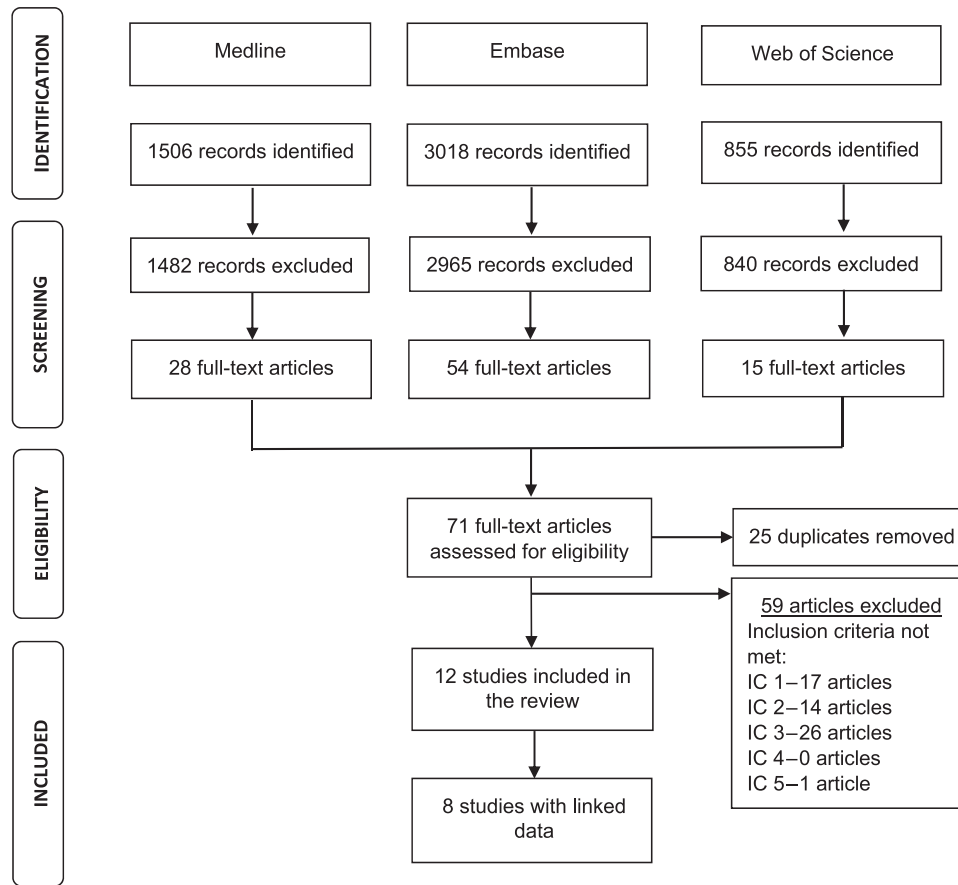 IDENTIFICATION
Medline
Embase
Web of Science
1506 records identified
3018 records identified
855 records identified
SCREENING
1482 records excluded
2965 records excluded
840 records excluded
28 full-text articles
54 full-text articles
15 full-text articles
ELIGIBILITY
71 full-text articles
assessed for eligibility
25 duplicates removed
59 articles excluded
Inclusion criteria not
met:
IC 1–17 articles
IC 2–14 articles
IC 3–26 articles
IC 4–0 articles
IC 5–1 article
INCLUDED
12 studies included in
the review
8 studies with linked
data